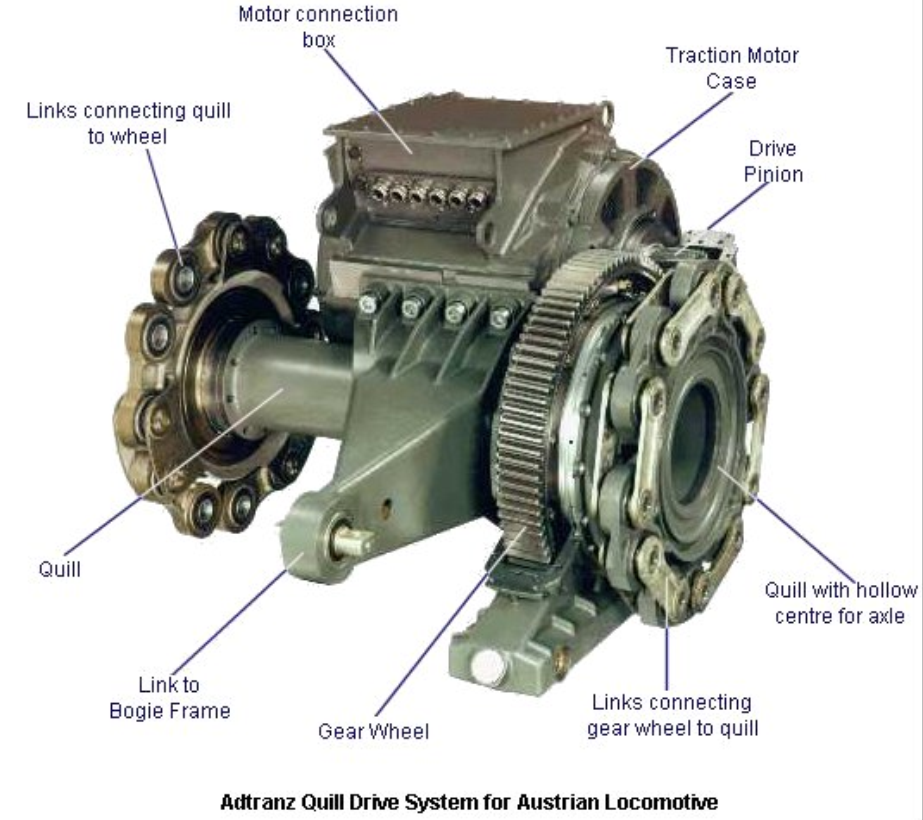 Motor connection
box
Traction Motor
Case
Links connecting quill
to wheel
Drive
Pinion
Quill
Quill with hollow
centre for axle
Link to
Bogie Frame
Links connecting
gear wheel to quill
Gear Wheel
Adtranz Quill Drive System for Austrian Locomotive